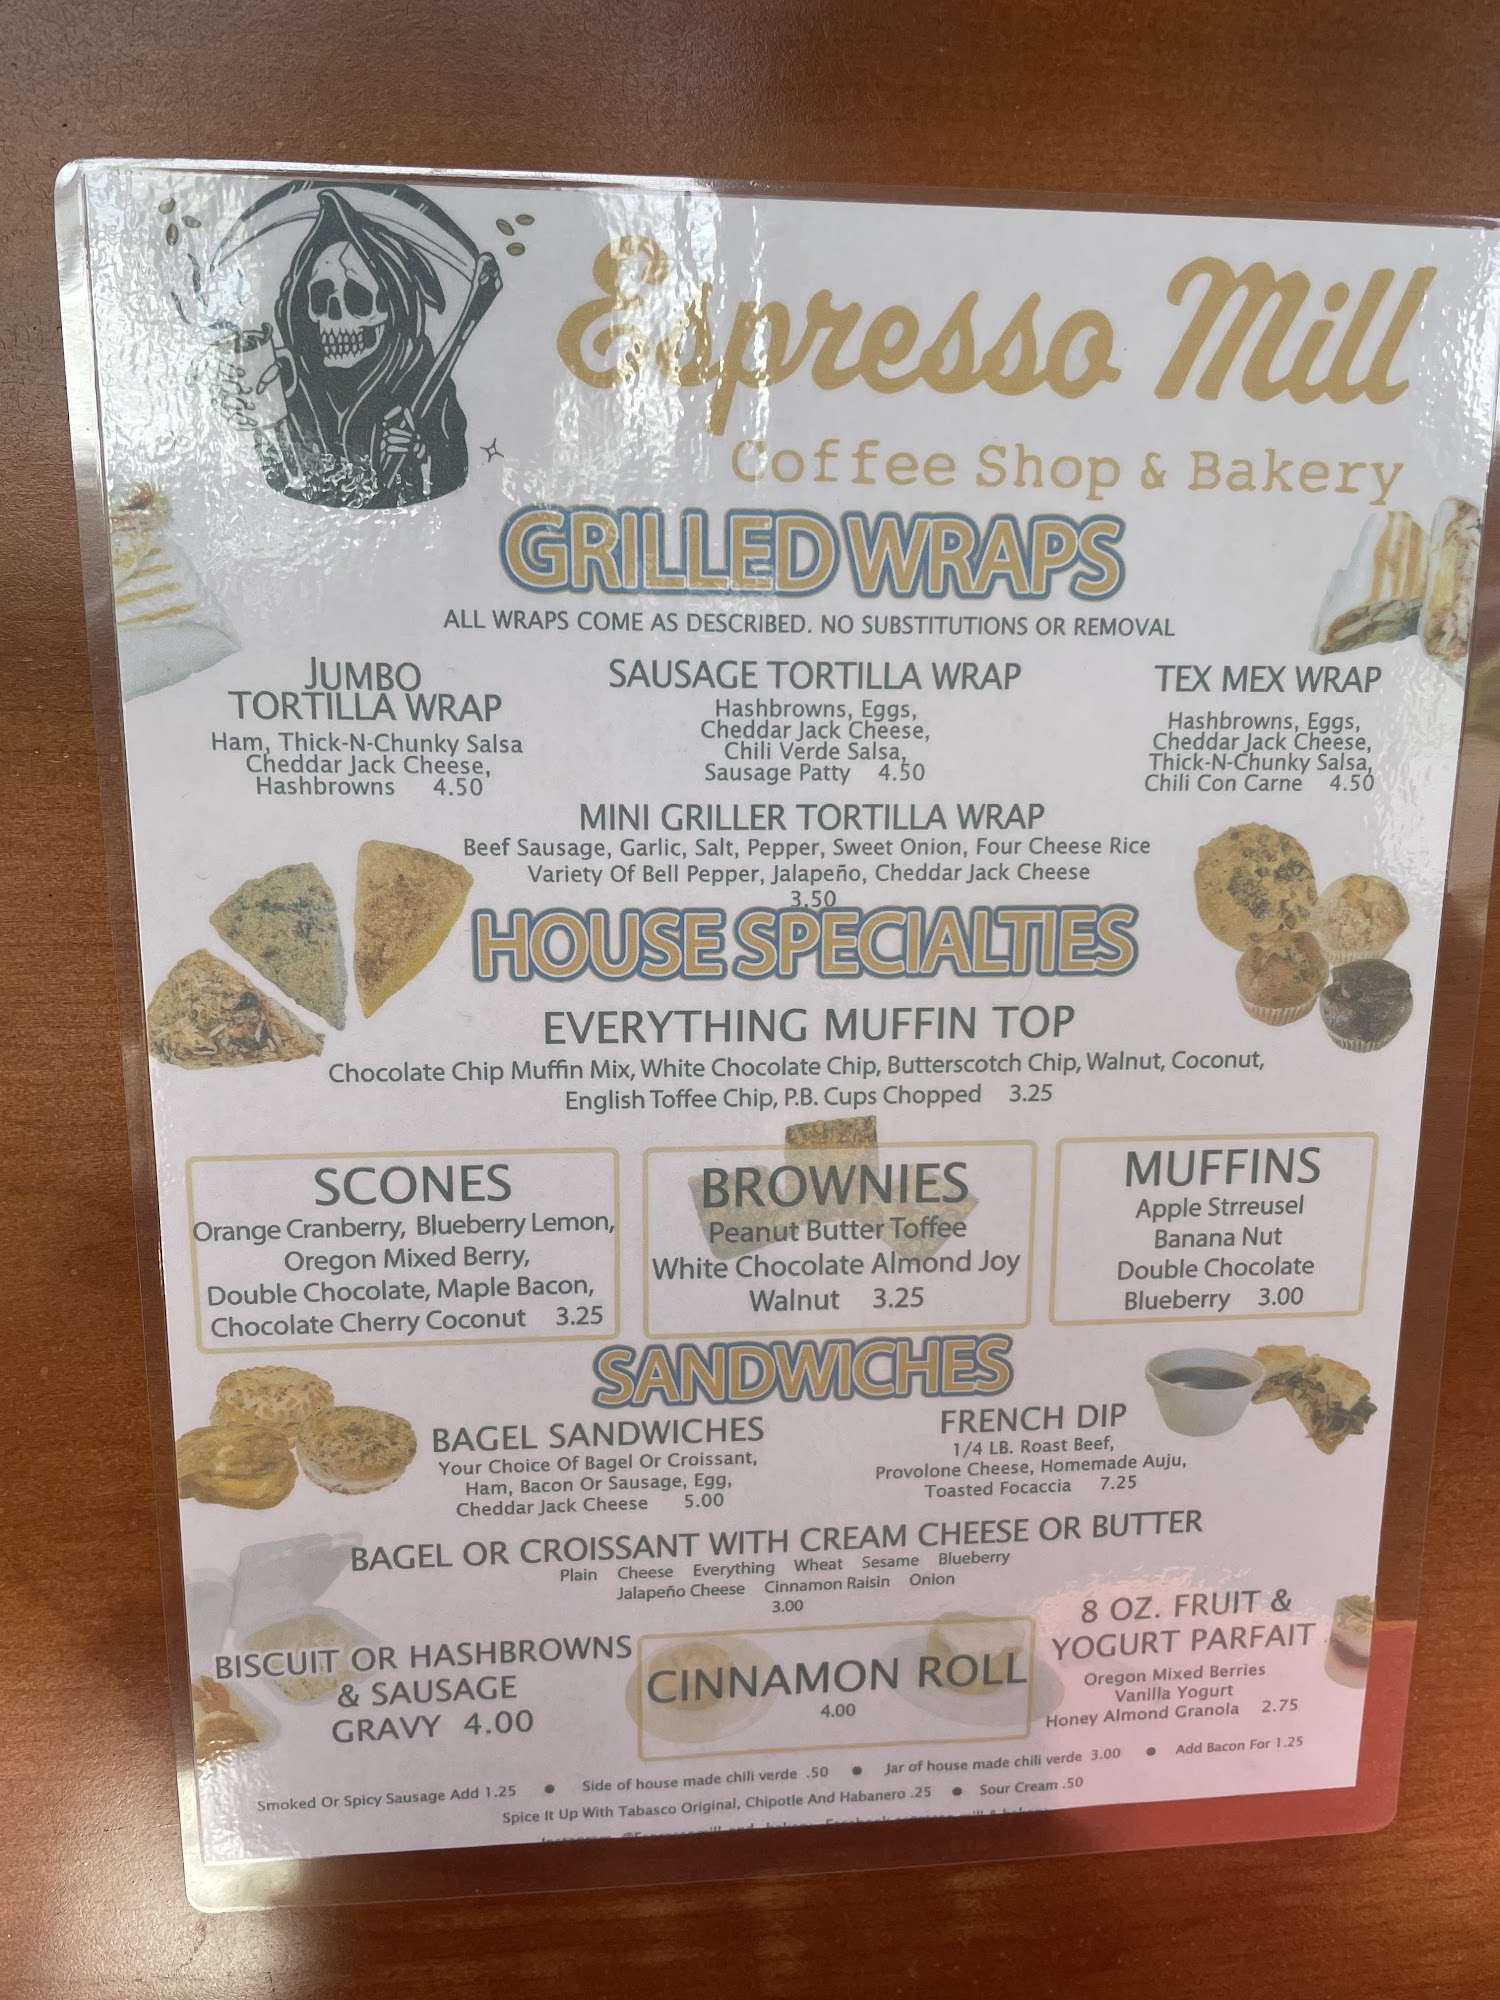 Espresso Mill
Coffee Shop & Bakery
GRILLED WRAPS
ALL WRAPS COME AS DESCRIBED. NO SUBSTITUTIONS OR REMOVAL
JUMBO
TORTILLA WRAP
Ham, Thick-N-Chunky Salsa
Cheddar Jack Cheese,
Hashbrowns 4.50
SAUSAGE TORTILLA WRAP
Hashbrowns, Eggs,
Cheddar Jack Cheese,
Chili Verde Salsa,
Sausage Patty 4.50
TEX MEX WRAP
Hashbrowns, Eggs,
Cheddar Jack Cheese,
Thick-N-Chunky Salsa,
Chili Con Carne 4.50
MINI GRILLER TORTILLA WRAP
Beef Sausage, Garlic, Salt, Pepper, Sweet Onion, Four Cheese Rice
Variety Of Bell Pepper, Jalapeño, Cheddar Jack Cheese
3.50
HOUSE SPECIALTIES
EVERYTHING MUFFIN TOP
Chocolate Chip Muffin Mix, White Chocolate Chip, Butterscotch Chip, Walnut, Coconut,
English Toffee Chip, P.B. Cups Chopped 3.25
SCONES
Orange Cranberry, Blueberry Lemon,
Oregon Mixed Berry,
Double Chocolate, Maple Bacon,
Chocolate Cherry Coconut 3.25
BROWNIES
Peanut Butter Toffee
White Chocolate Almond Joy
Walnut 3.25
MUFFINS
Apple Strreusel
Banana Nut
Double Chocolate
Blueberry 3.00
SANDWICHES
BAGEL SANDWICHES
Your Choice Of Bagel Or Croissant,
Ham, Bacon Or Sausage, Egg,
Cheddar Jack Cheese 5.00
FRENCH DIP
1/4 LB. Roast Beef,
Provolone Cheese, Homemade Auju,
Toasted Focaccia 7.25
BAGEL OR CROISSANT WITH CREAM CHEESE OR BUTTER
Plain Cheese Everything Wheat Sesame Blueberry
Jalapeño Cheese Cinnamon Raisin Onion
3.00
BISCUIT OR HASHBROWNS
& SAUSAGE
GRAVY 4.00
CINNAMON ROLL
4.00
8 OZ. FRUIT &
YOGURT PARFAIT
Oregon Mixed Berries
Vanilla Yogurt
Honey Almond Granola 2.75
Smoked Or Spicy Sausage Add 1.25 • Side of house made chili verde .50 • Jar of house made chili verde 3.00 • Add Bacon For 1.25
Spice It Up With Tabasco Original, Chipotle And Habanero .25 • Sour Cream .50